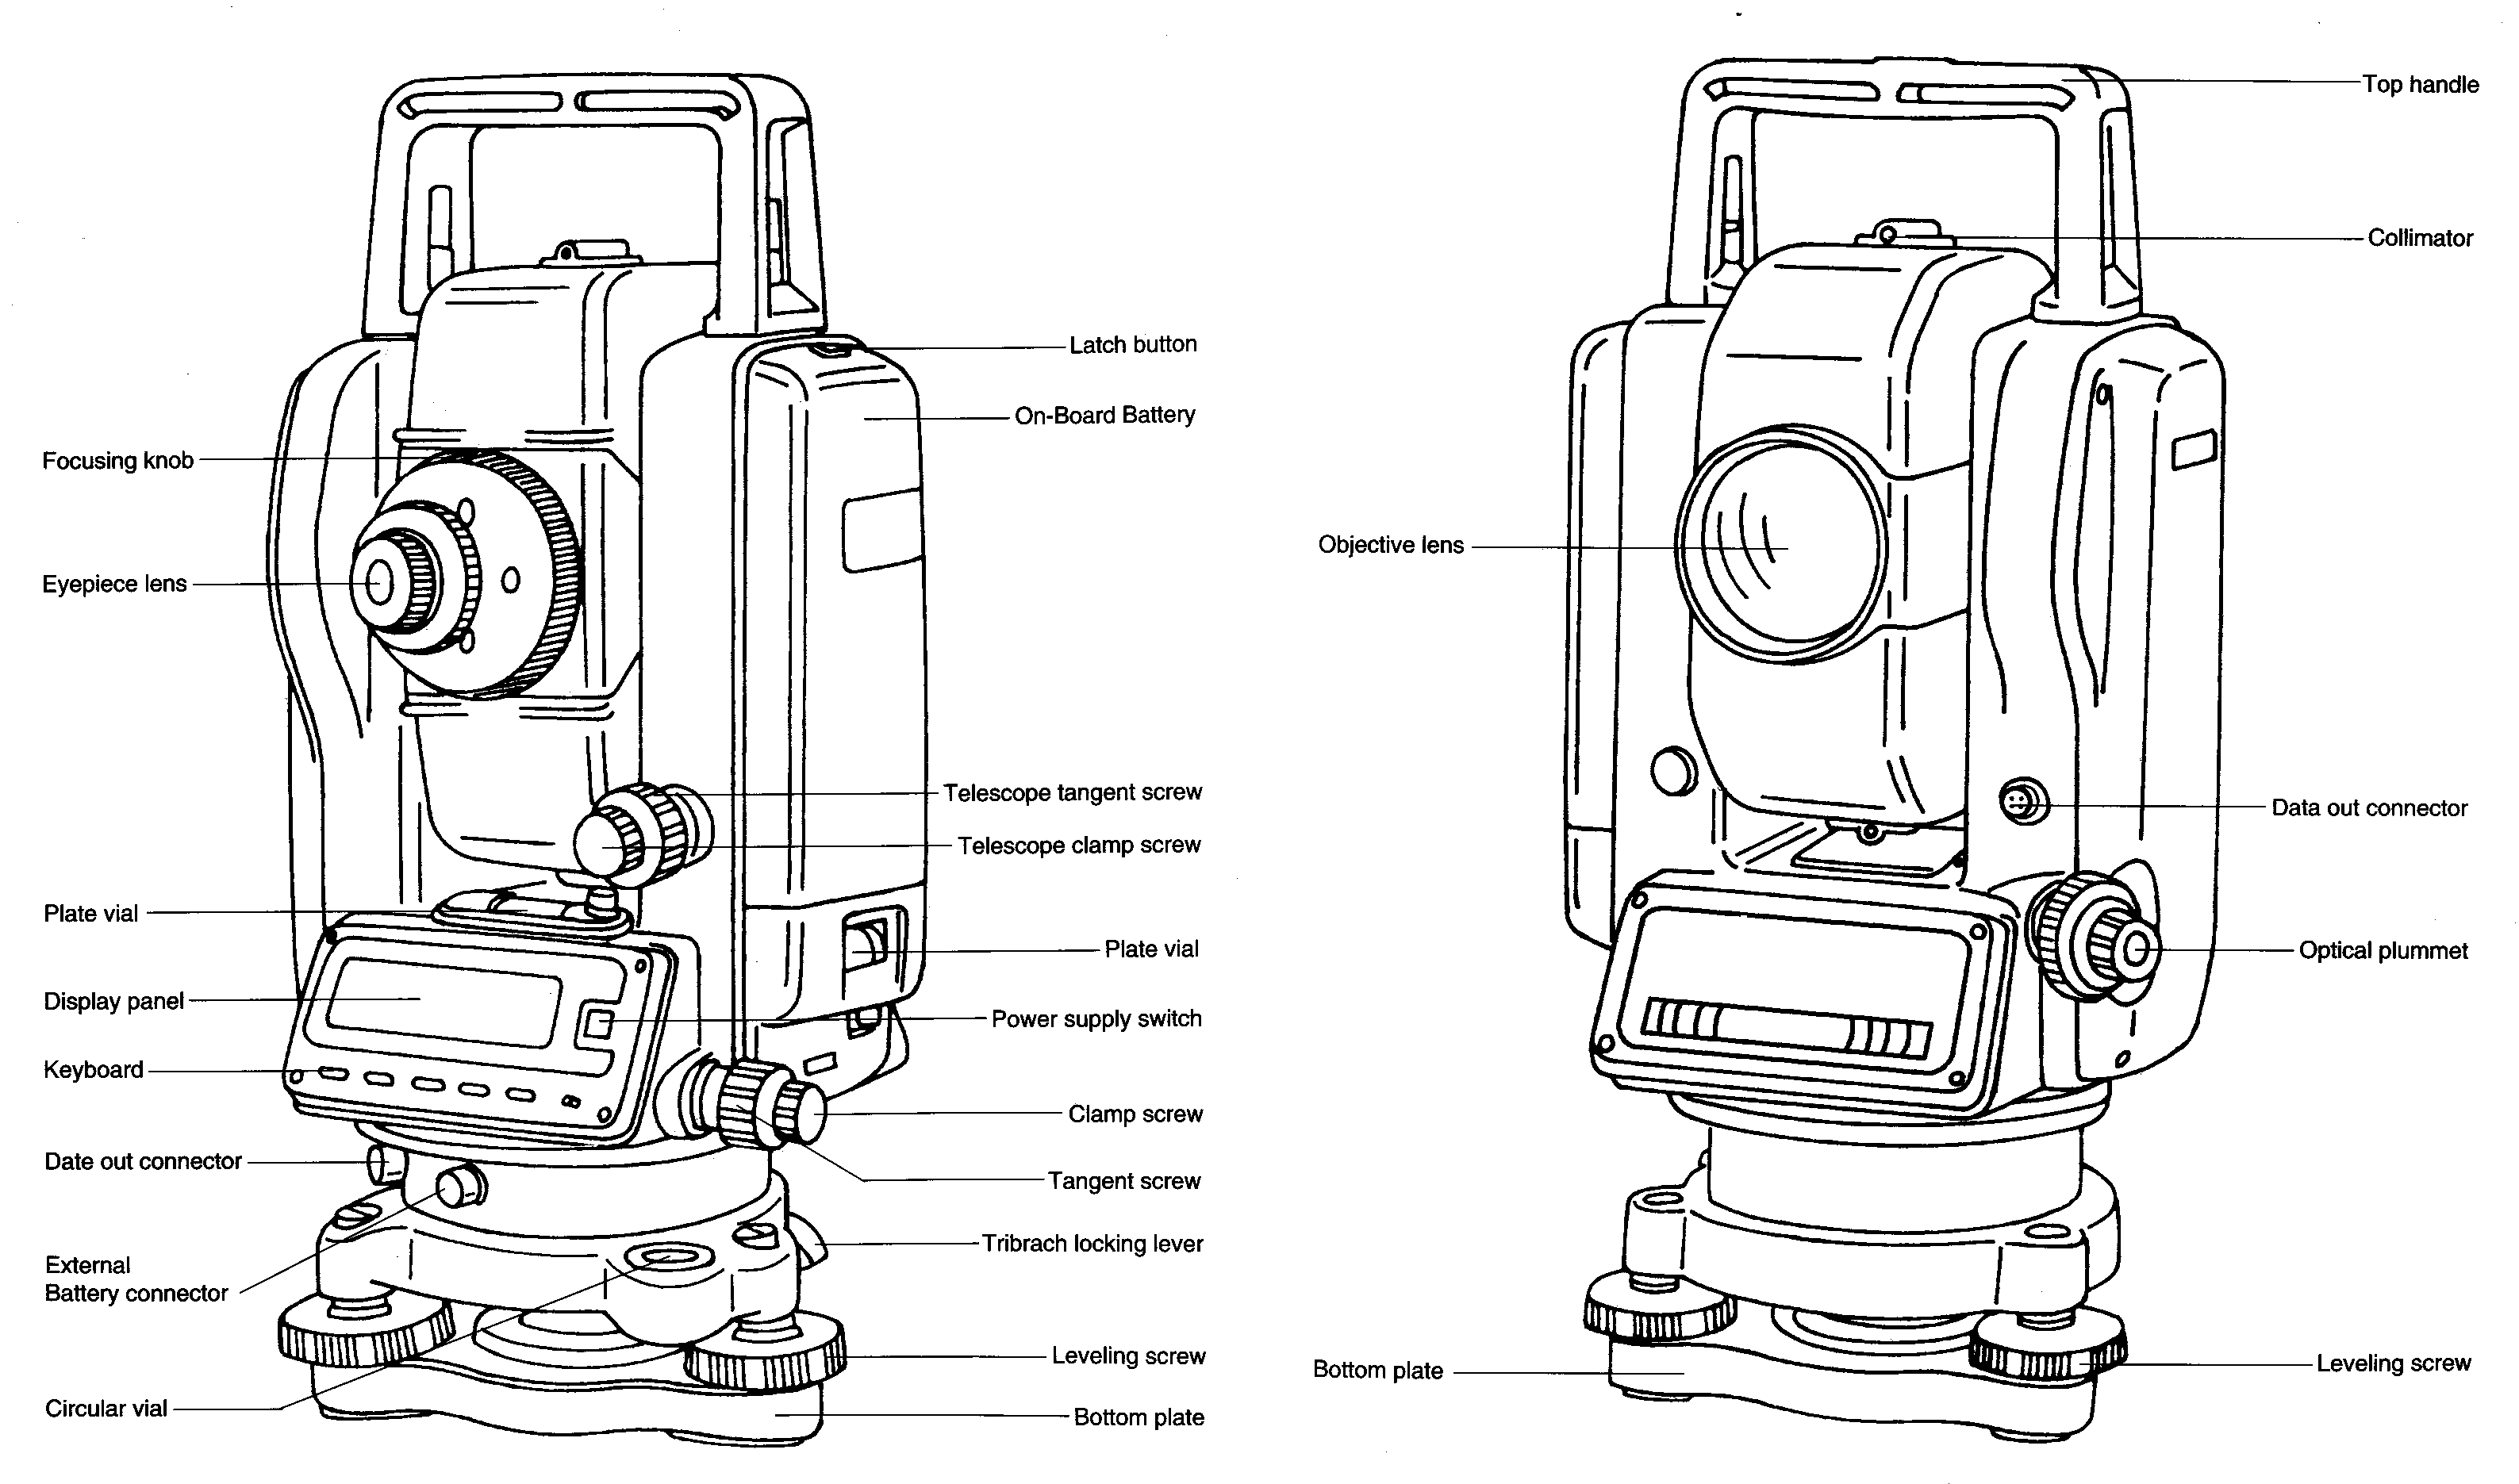 Focusing knob
Eyepiece lens
Plate vial
Display panel
Keyboard
Date out connector
External
Battery connector
Circular vial
Latch button
On-Board Battery
Telescope tangent screw
Telescope clamp screw
Plate vial
Power supply switch
Clamp screw
Tangent screw
Tribrach locking lever
Leveling screw
Bottom plate
Objective lens
Bottom plate
Top handle
Collimator
Data out connector
Optical plummet
Leveling screw